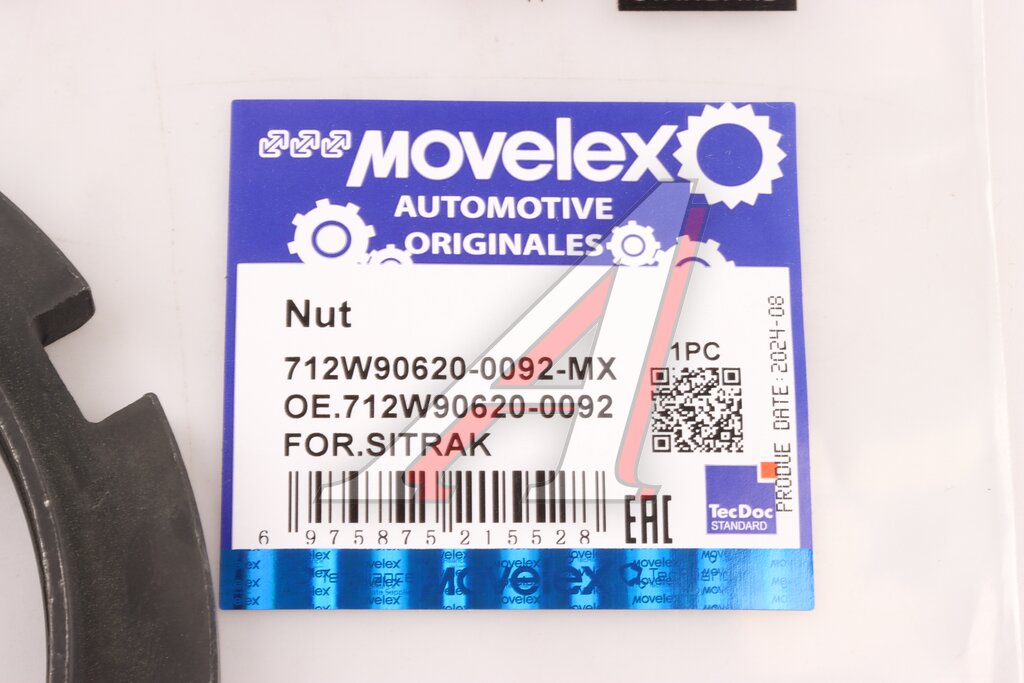 MOVELEX
AUTOMOTIVE
ORIGINALES
Nut
712W90620-0092-MX
1PC
OE.712W90620-0092
FOR.SITRAK
PRODUE DATE:2024-08
TecDoc
STANDARD
EAC
6 975875 215528
Movelex